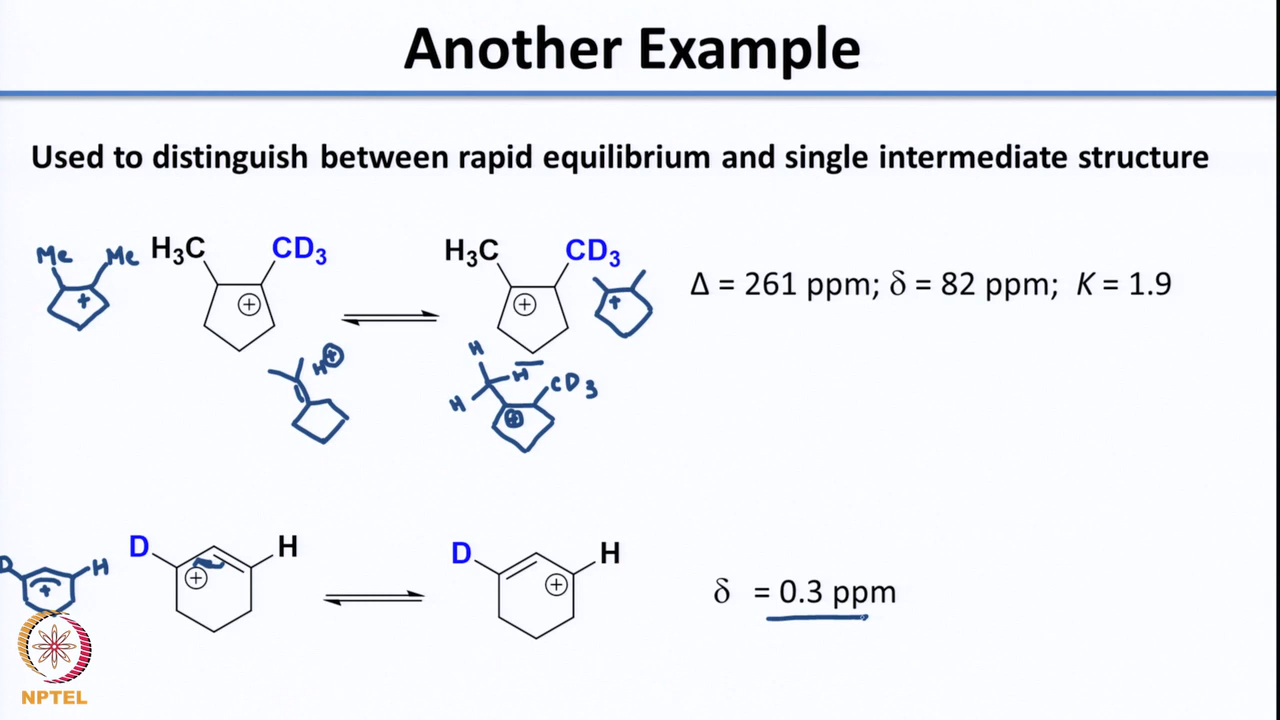 Another Example
Used to distinguish between rapid equilibrium and single intermediate structure
Me Me H₃C CD₃ H₃C CD₃
+ ⊕ ⊕ +
Δ = 261 ppm; δ = 82 ppm; K = 1.9
H⊕
H
H
H
CD₃
⊕
D H D H
D H ⊕ ⊕
+
δ = 0.3 ppm
NPTEL